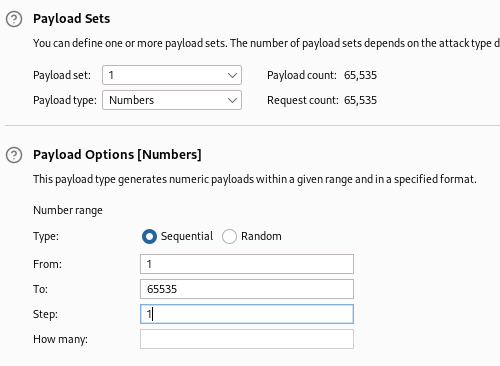 Payload Sets
You can define one or more payload sets. The number of payload sets depends on the attack type d
Payload set: 1 Payload count: 65,535
Payload type: Numbers Request count: 65,535
Payload Options [Numbers]
This payload type generates numeric payloads within a given range and in a specified format.
Number range
Type: Sequential Random
From: 1
To: 65535
Step: 1
How many: